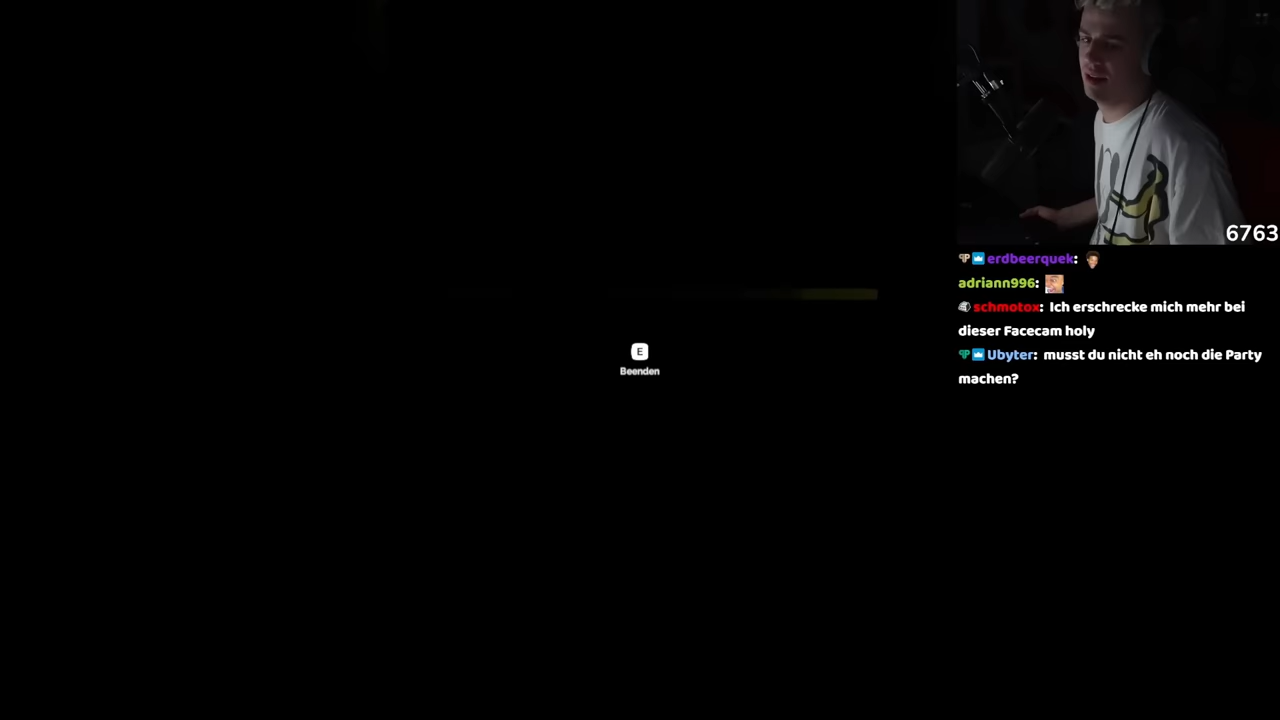 6763
erdbeerquek:
adriann996:
schmotox: Ich erschrecke mich mehr bei
dieser Facecam holy
E
Beenden
Ubyter: musst du nicht eh noch die Party
machen?